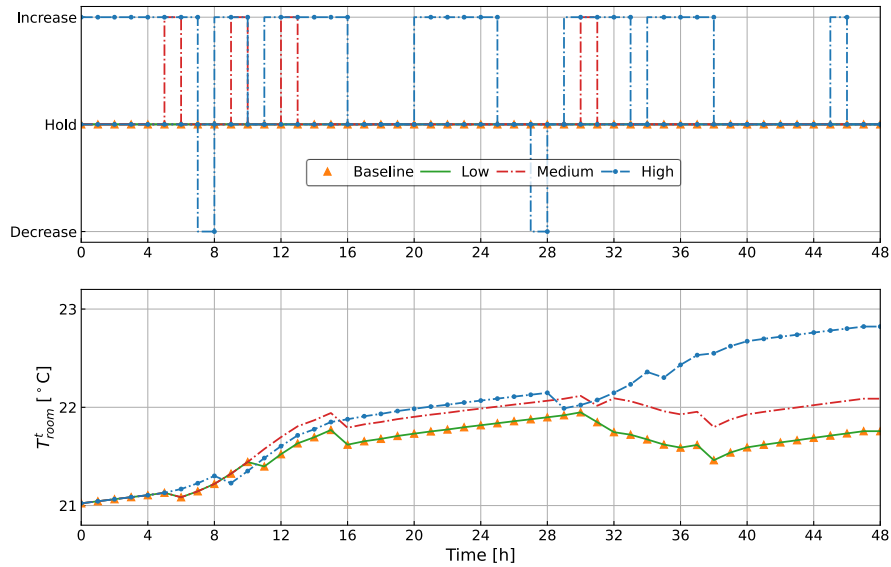 Increase
Hold
Decrease
Baseline Low Medium High
0 4 8 12 16 20 24 28 32 36 40 44 48
23
22
21
T^t_room [°C]
0 4 8 12 16 20 24 28 32 36 40 44 48
Time [h]